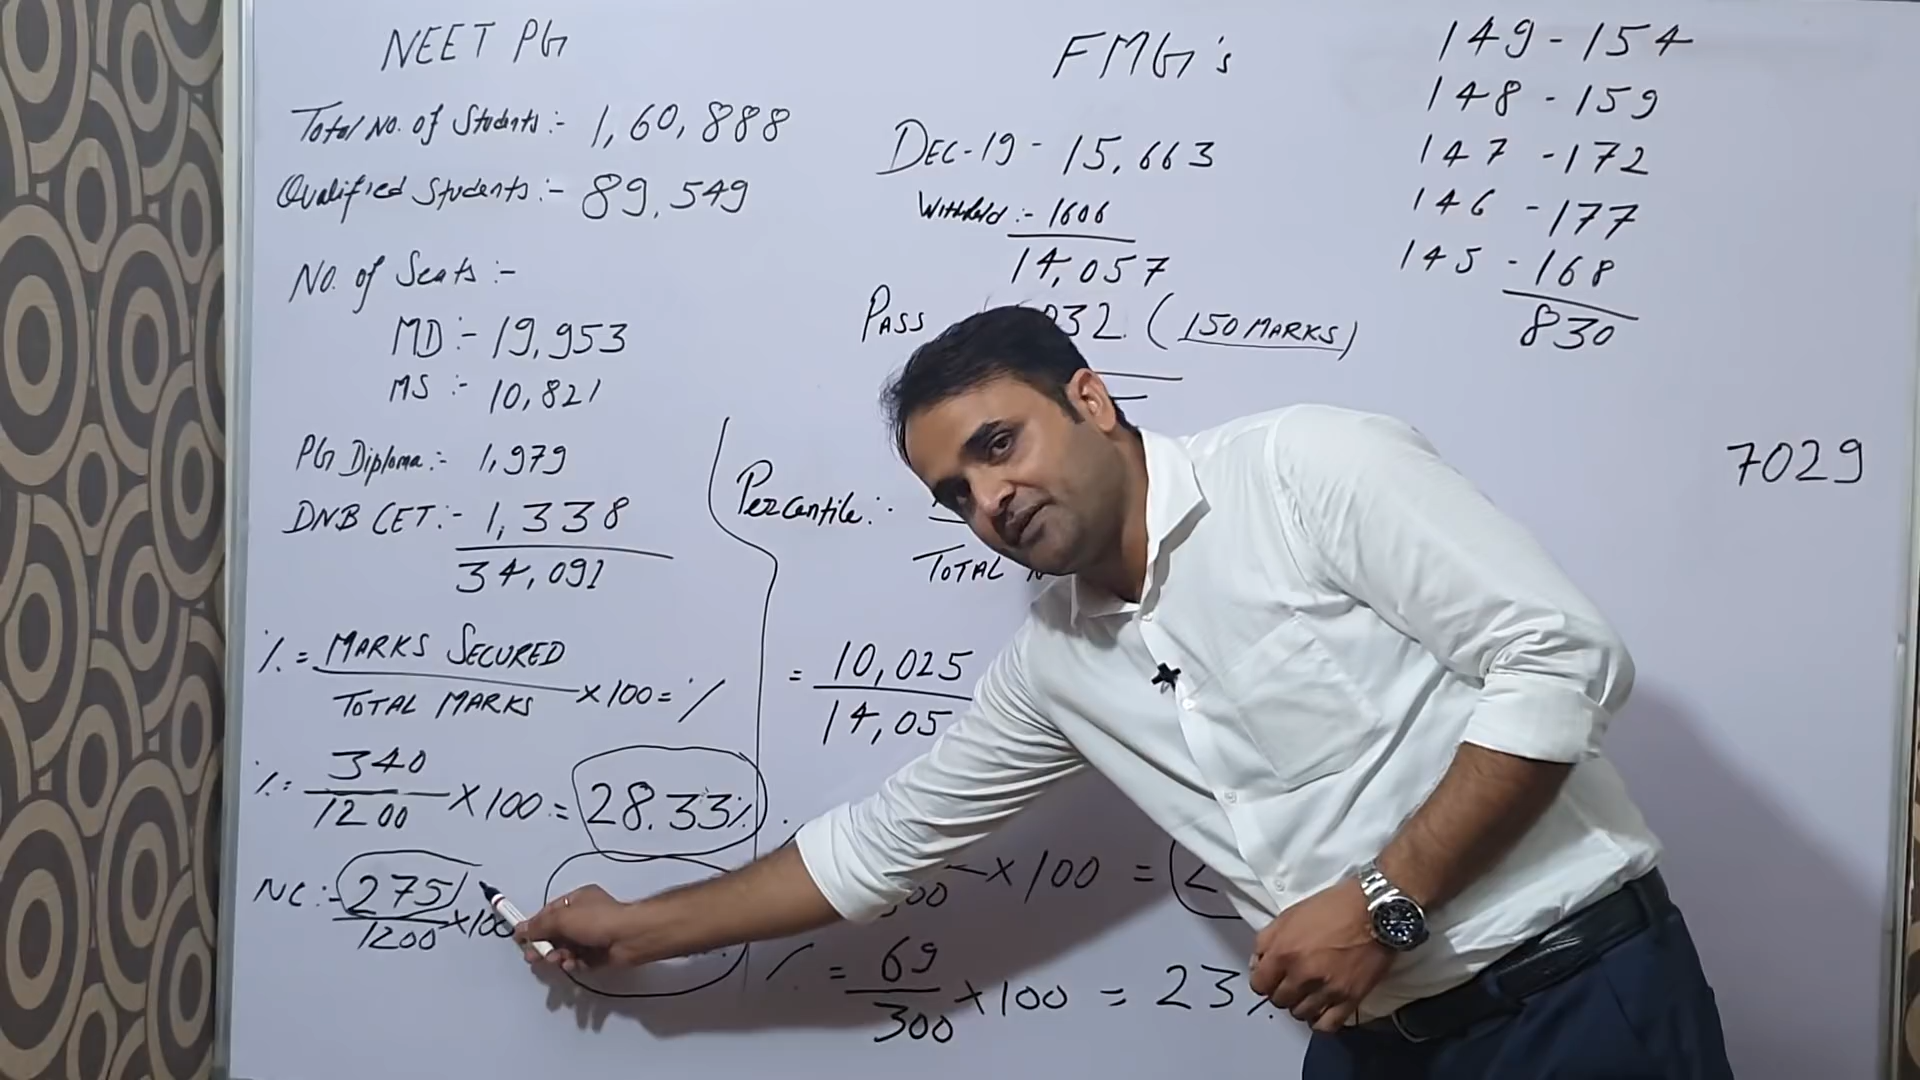 NEET PG
Total No. of Students:- 1,60,888
Qualified Students:- 89,549
No. of Seats:-
MD:- 19,953
MS:- 10,821
PG Diploma:- 1,979
DNB CET:- 1,338
34,091
%= MARKS SECURED
TOTAL MARKS ×100= %
%= 340
1200 ×100= 28.33%
NC:- 275
1200 ×100
FMG's
DEC-19 - 15,663
Withheld:- 1606
14,057
PASS 032 (150 MARKS)
Percentile:-
TOTAL
= 10,025
14,05
00 ×100 =
% = 69
300 ×100 = 23%
149-154
148-159
147-172
146-177
145-168
830
7029